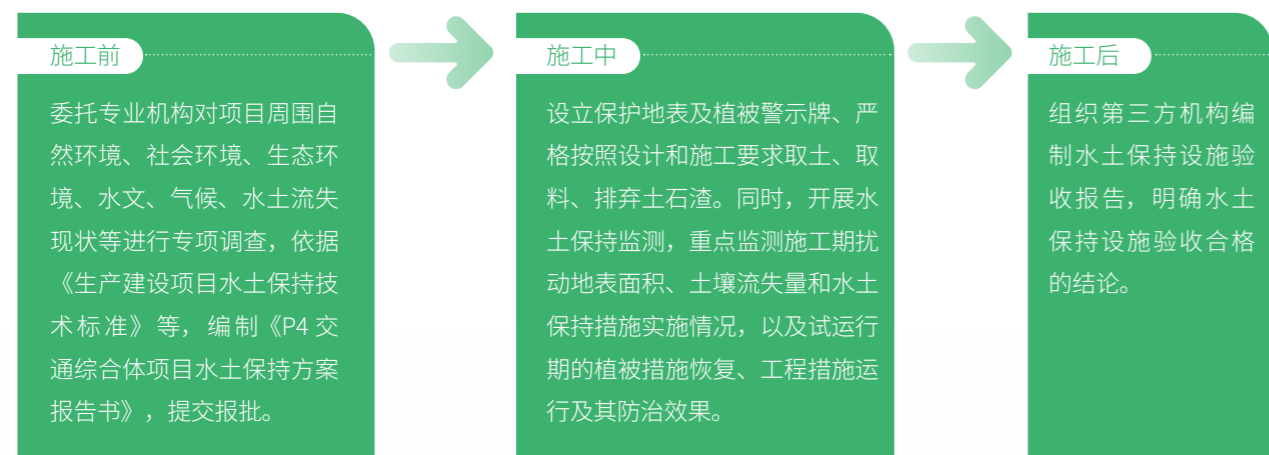 施工前
委托专业机构对项目周围自
然环境、社会环境、生态环
境、水文、气候、水土流失
现状等进行专项调查，依据
《生产建设项目水土保持技
术标准》等，编制《P4 交
通综合体项目水土保持方案
报告书》，提交报批。
施工中
设立保护地表及植被警示牌、严
格按照设计和施工要求取土、取
料、排弃土石渣。同时，开展水
土保持监测，重点监测施工期扰
动地表面积、土壤流失量和水土
保持措施实施情况，以及试运行
期的植被措施恢复、工程措施运
行及其防治效果。
施工后
组织第三方机构编
制水土保持设施验
收报告，明确水土
保持设施验收合格
的结论。